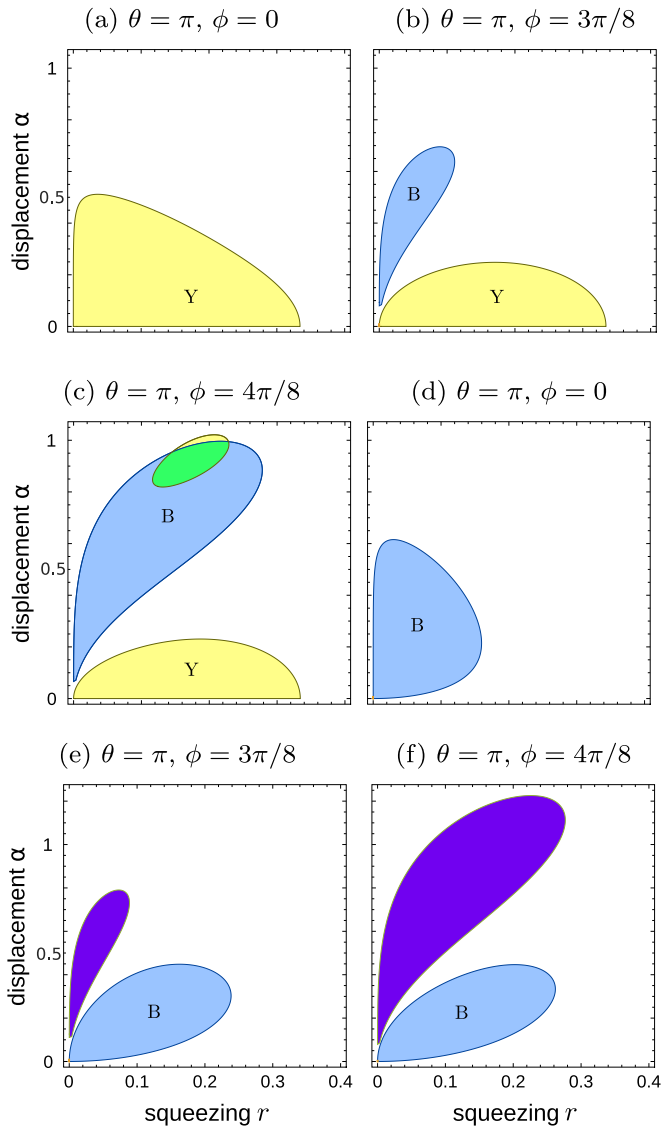 (a) θ = π, ϕ = 0
(b) θ = π, ϕ = 3π/8
displacement α
1
0.5
0
Y
B
Y
(c) θ = π, ϕ = 4π/8
(d) θ = π, ϕ = 0
displacement α
1
0.5
0
B
Y
B
(e) θ = π, ϕ = 3π/8
(f) θ = π, ϕ = 4π/8
displacement α
1
0.5
0
B
B
0 0.1 0.2 0.3 0.4
0 0.1 0.2 0.3 0.4
squeezing r
squeezing r